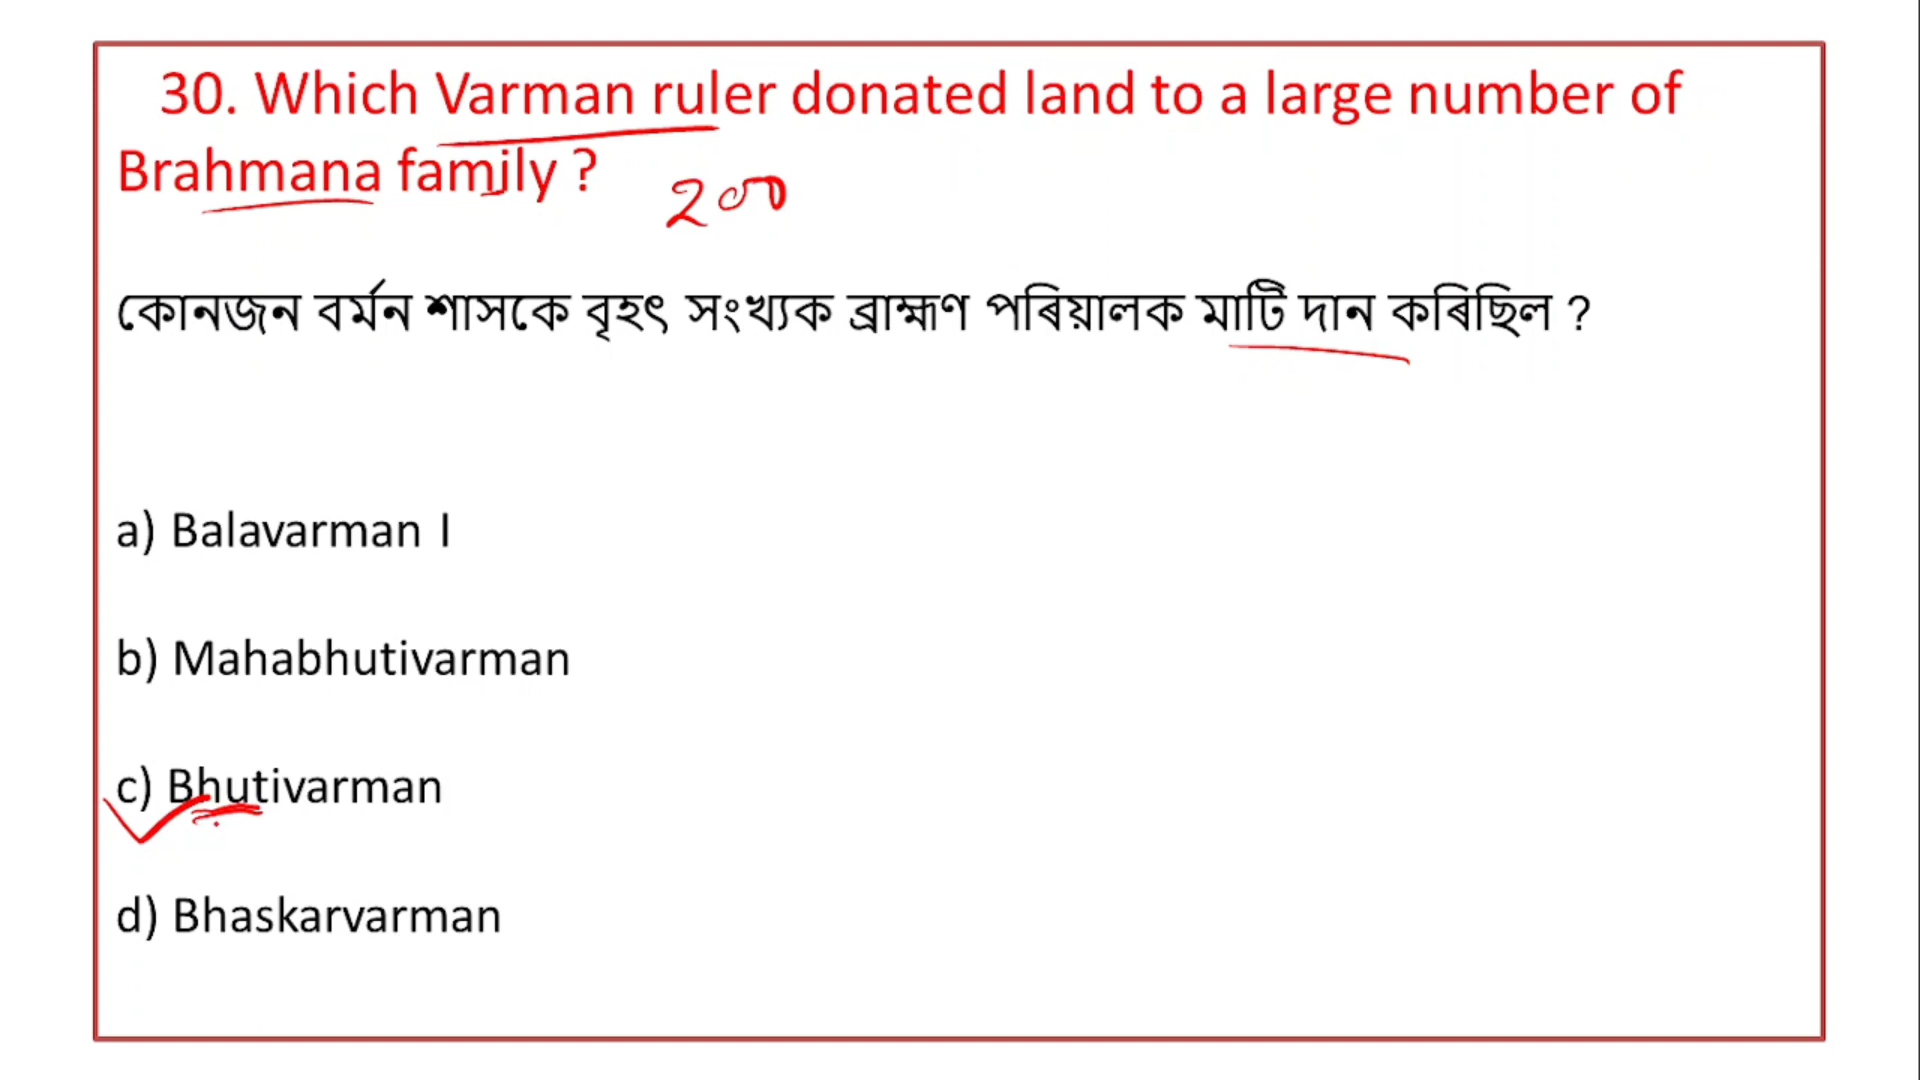 30. Which Varman ruler donated land to a large number of
Brahmana family ?
200
কোনজন বৰ্মন শাসকে বৃহৎ সংখ্যক ব্ৰাহ্মণ পৰিয়ালক মাটি দান কৰিছিল ?
a) Balavarman I
b) Mahabhutivarman
c) Bhutivarman
d) Bhaskarvarman